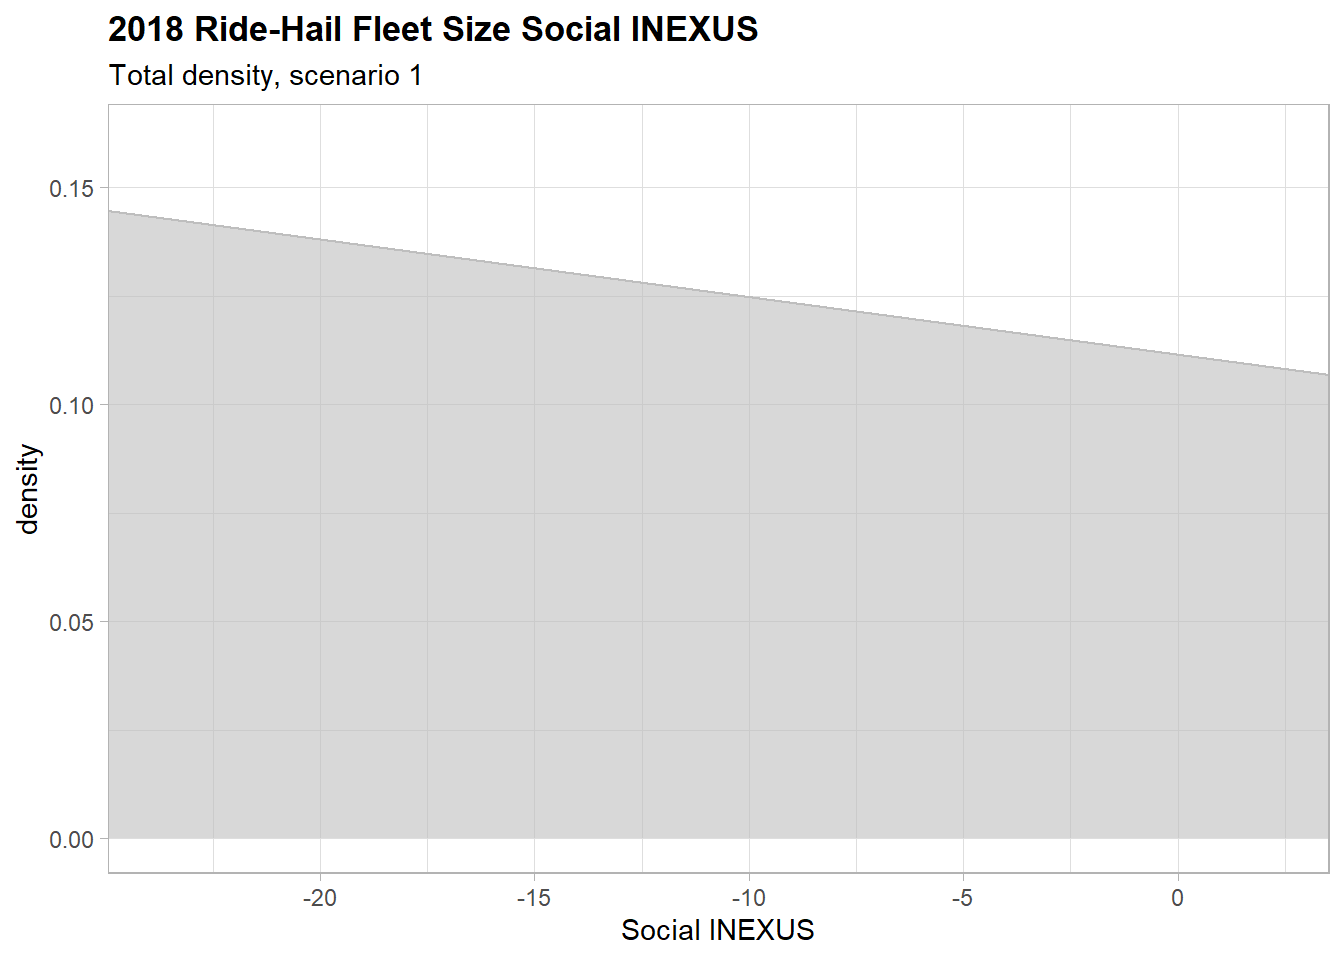 2018 Ride-Hail Fleet Size Social INEXUS
Total density, scenario 1
0.15
0.10
0.05
0.00
density
-20 -15 -10 -5 0
Social INEXUS